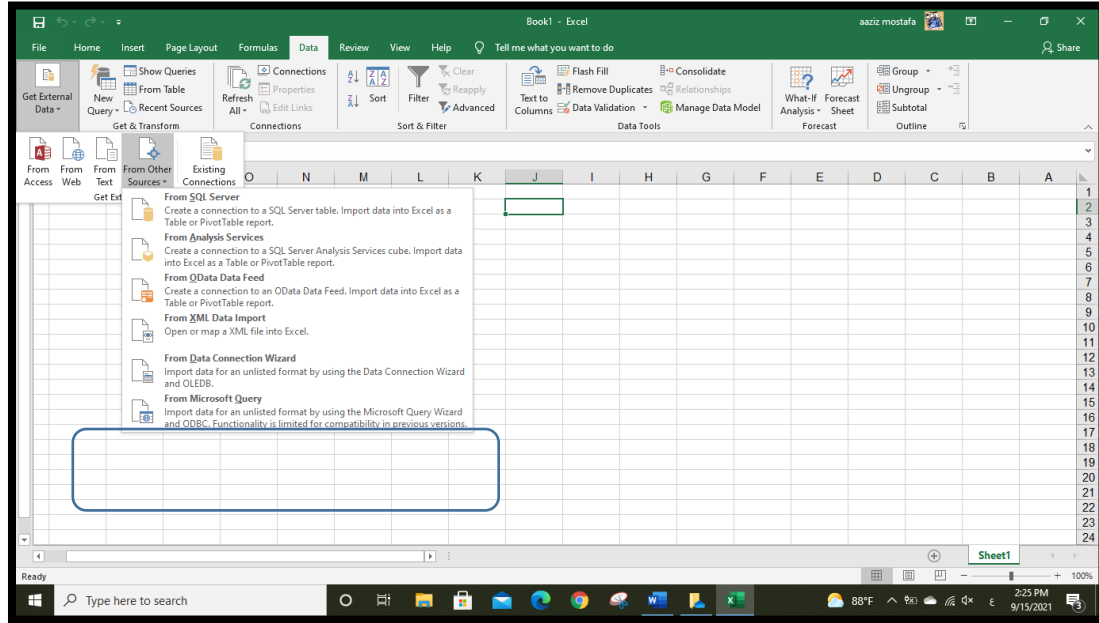 Book1 - Excel
aaziz mostafa
File Home Insert Page Layout Formulas Data Review View Help Tell me what you want to do Share
Get External Data
New Query
Show Queries
From Table
Recent Sources
Get & Transform
Refresh All
Connections
Properties
Edit Links
Connections
Sort
Filter
Clear
Reapply
Advanced
Sort & Filter
Text to Columns
Flash Fill
Remove Duplicates
Data Validation
Consolidate
Relationships
Manage Data Model
Data Tools
What-If Analysis
Forecast Sheet
Forecast
Group
Ungroup
Subtotal
Outline
From Access
From Web
From Text
From Other Sources
Existing Connections
Get Ext
O N M L K J I H G F E D C B A
From SQL Server
Create a connection to a SQL Server table. Import data into Excel as a
Table or PivotTable report.
From Analysis Services
Create a connection to a SQL Server Analysis Services cube. Import data
into Excel as a Table or PivotTable report.
From OData Data Feed
Create a connection to an OData Data Feed. Import data into Excel as a
Table or PivotTable report.
From XML Data Import
Open or map a XML file into Excel.
From Data Connection Wizard
Import data for an unlisted format by using the Data Connection Wizard
and OLEDB.
From Microsoft Query
Import data for an unlisted format by using the Microsoft Query Wizard
and ODBC. Functionality is limited for compatibility in previous versions.
1
2
3
4
5
6
7
8
9
10
11
12
13
14
15
16
17
18
19
20
21
22
23
24
Sheet1
Ready
100%
Type here to search
88°F
ع
2:25 PM
9/15/2021
3